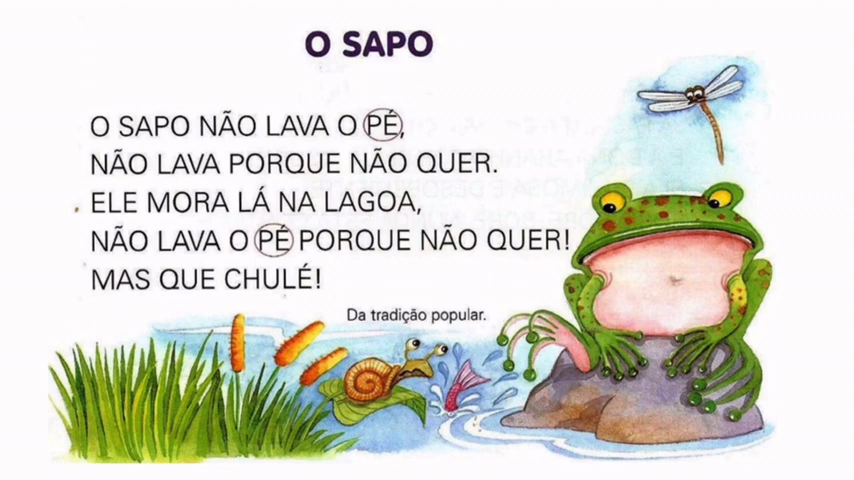 O SAPO
O SAPO NÃO LAVA O PÉ,
NÃO LAVA PORQUE NÃO QUER.
ELE MORA LÁ NA LAGOA,
NÃO LAVA O PÉ PORQUE NÃO QUER!
MAS QUE CHULÉ!
Da tradição popular.